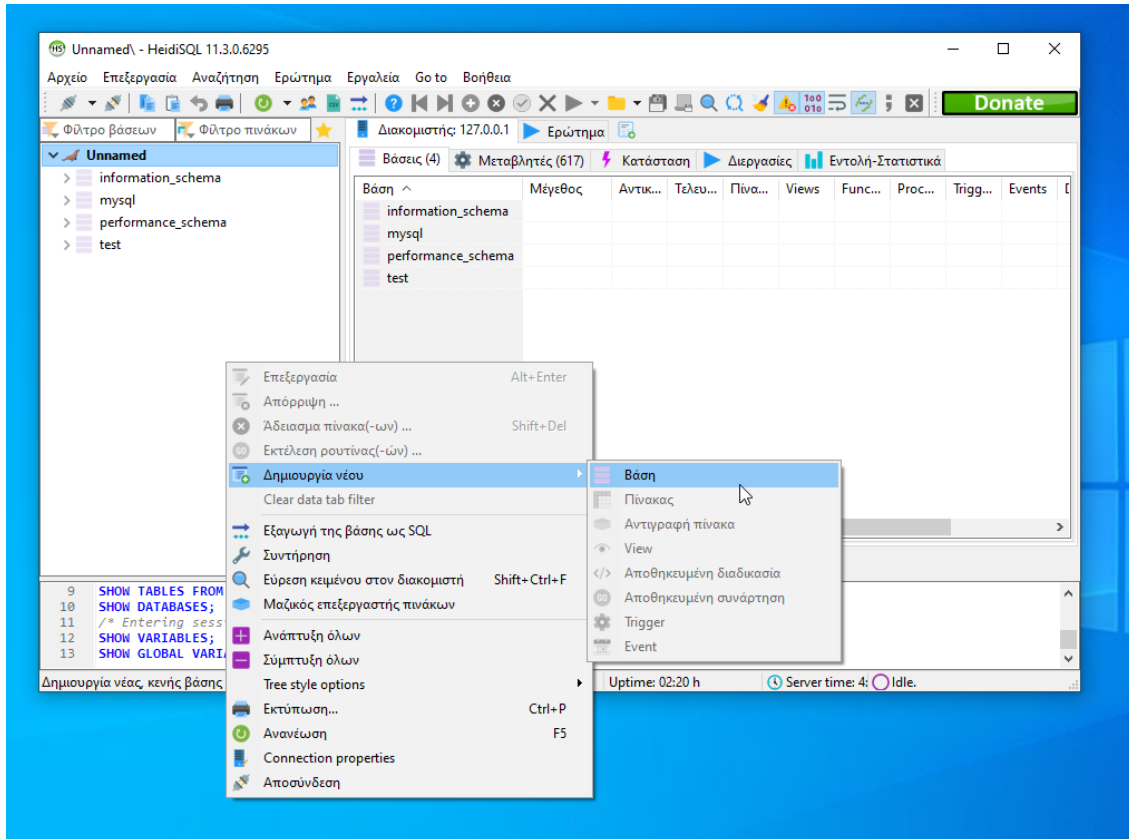 Unnamed\ - HeidiSQL 11.3.0.6295
Αρχείο Επεξεργασία Αναζήτηση Ερώτημα Εργαλεία Go to Βοήθεια
Donate
Φίλτρο βάσεων Φίλτρο πινάκων Διακομιστής: 127.0.0.1 Ερώτημα
Unnamed
information_schema
mysql
performance_schema
test
Βάσεις (4) Μεταβλητές (617) Κατάσταση Διεργασίες Εντολή-Στατιστικά
Βάση Μέγεθος Αντικ... Τελευ... Πίνα... Views Func... Proc... Trigg... Events
information_schema
mysql
performance_schema
test
Επεξεργασία Alt+Enter
Απόρριψη ...
Άδειασμα πίνακα(-ων) ... Shift+Del
Εκτέλεση ρουτίνας(-ών) ...
Δημιουργία νέου
Clear data tab filter
Εξαγωγή της βάσης ως SQL
Συντήρηση
Εύρεση κειμένου στον διακομιστή Shift+Ctrl+F
Μαζικός επεξεργαστής πινάκων
Ανάπτυξη όλων
Σύμπτυξη όλων
Tree style options
Εκτύπωση... Ctrl+P
Ανανέωση F5
Connection properties
Αποσύνδεση
Βάση
Πίνακας
Αντιγραφή πίνακα
View
Αποθηκευμένη διαδικασία
Αποθηκευμένη συνάρτηση
Trigger
Event
9 SHOW TABLES FROM
10 SHOW DATABASES;
11 /* Entering sess
12 SHOW VARIABLES;
13 SHOW GLOBAL VARI
Δημιουργία νέας, κενής βάσης Uptime: 02:20 h Server time: 4: Idle.